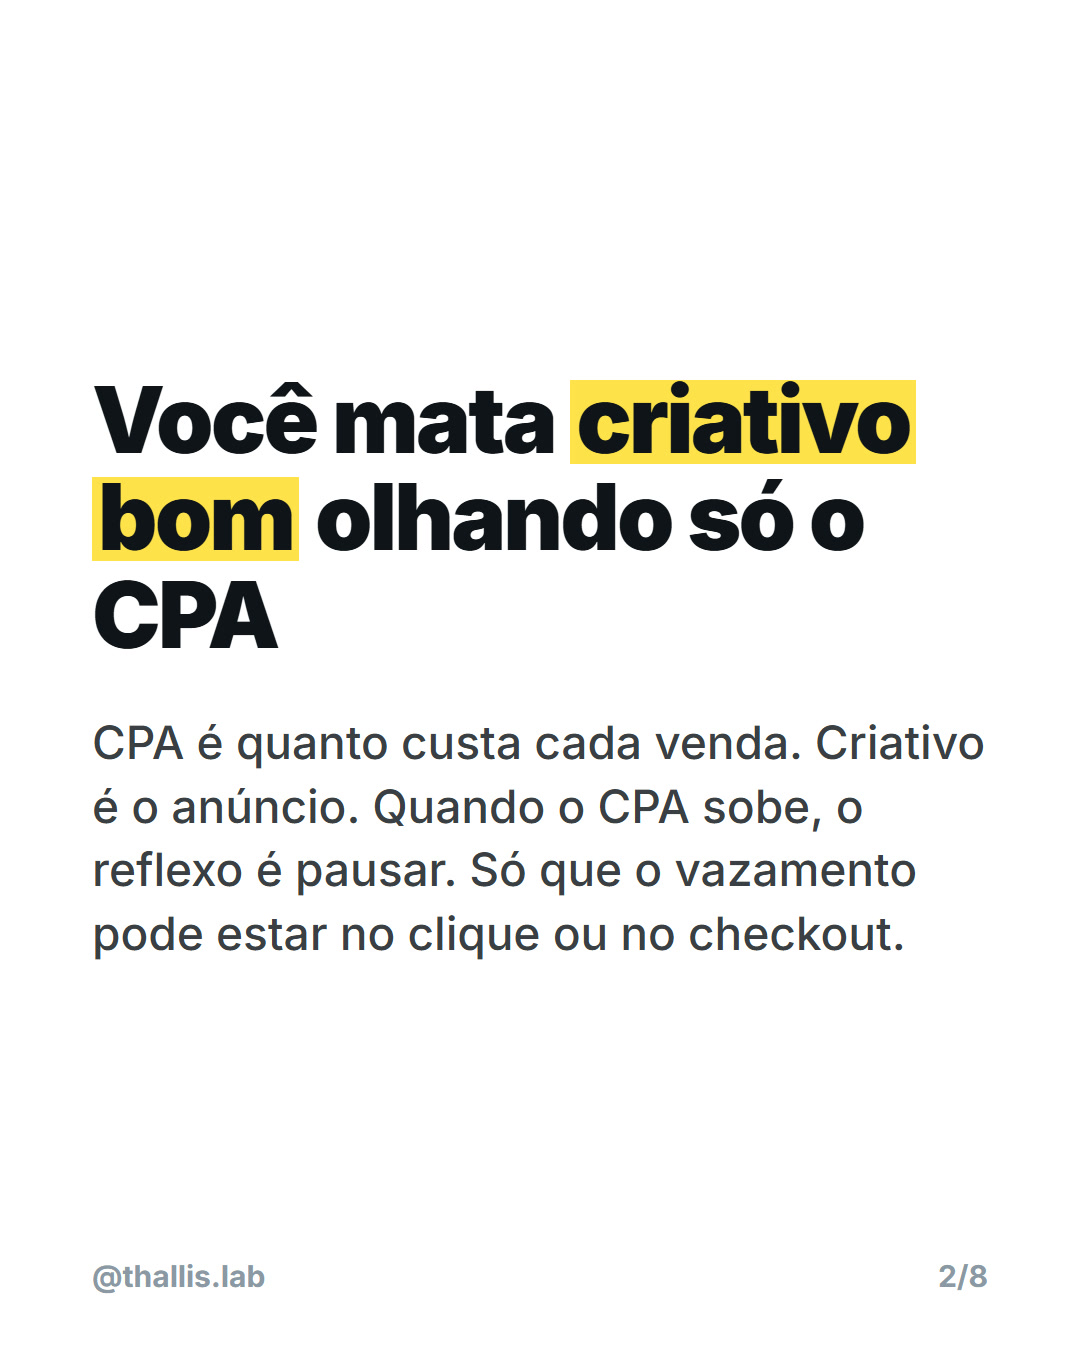 Você mata criativo
bom olhando só o
CPA
CPA é quanto custa cada venda. Criativo
é o anúncio. Quando o CPA sobe, o
reflexo é pausar. Só que o vazamento
pode estar no clique ou no checkout.
@thallis.lab
2/8